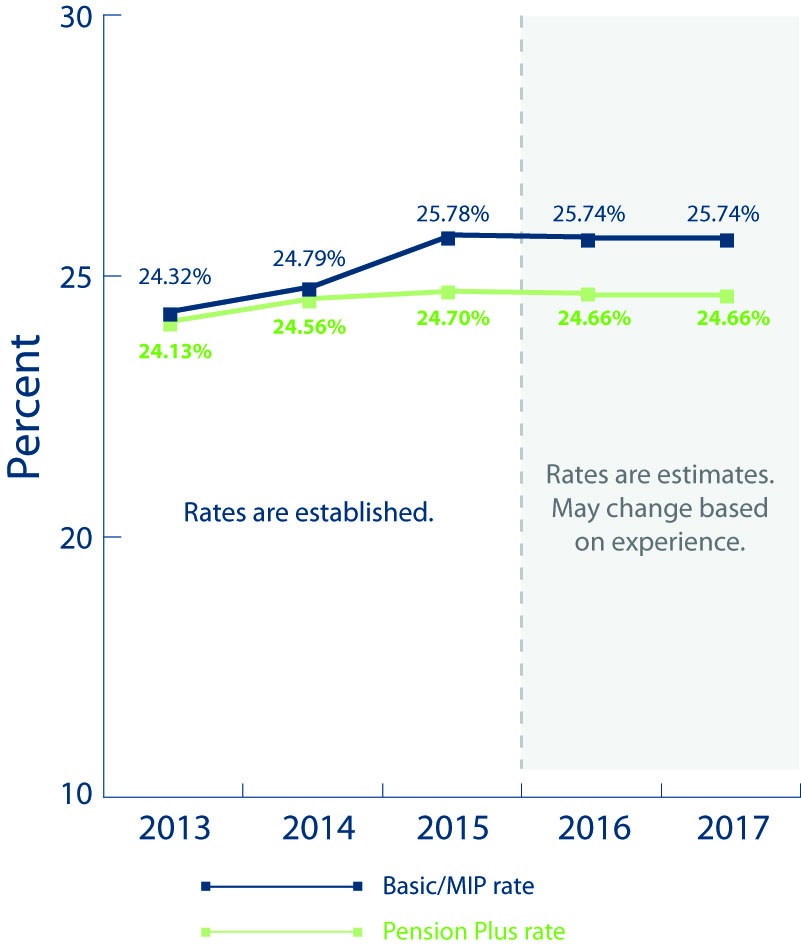 30
25.78%
25.74%
25.74%
24.79%
24.32%
25
24.13%
24.56%
24.70%
24.66%
24.66%
Percent
Rates are established.
Rates are estimates.
May change based
on experience.
20
10
2013
2014
2015
2016
2017
Basic/MIP rate
Pension Plus rate